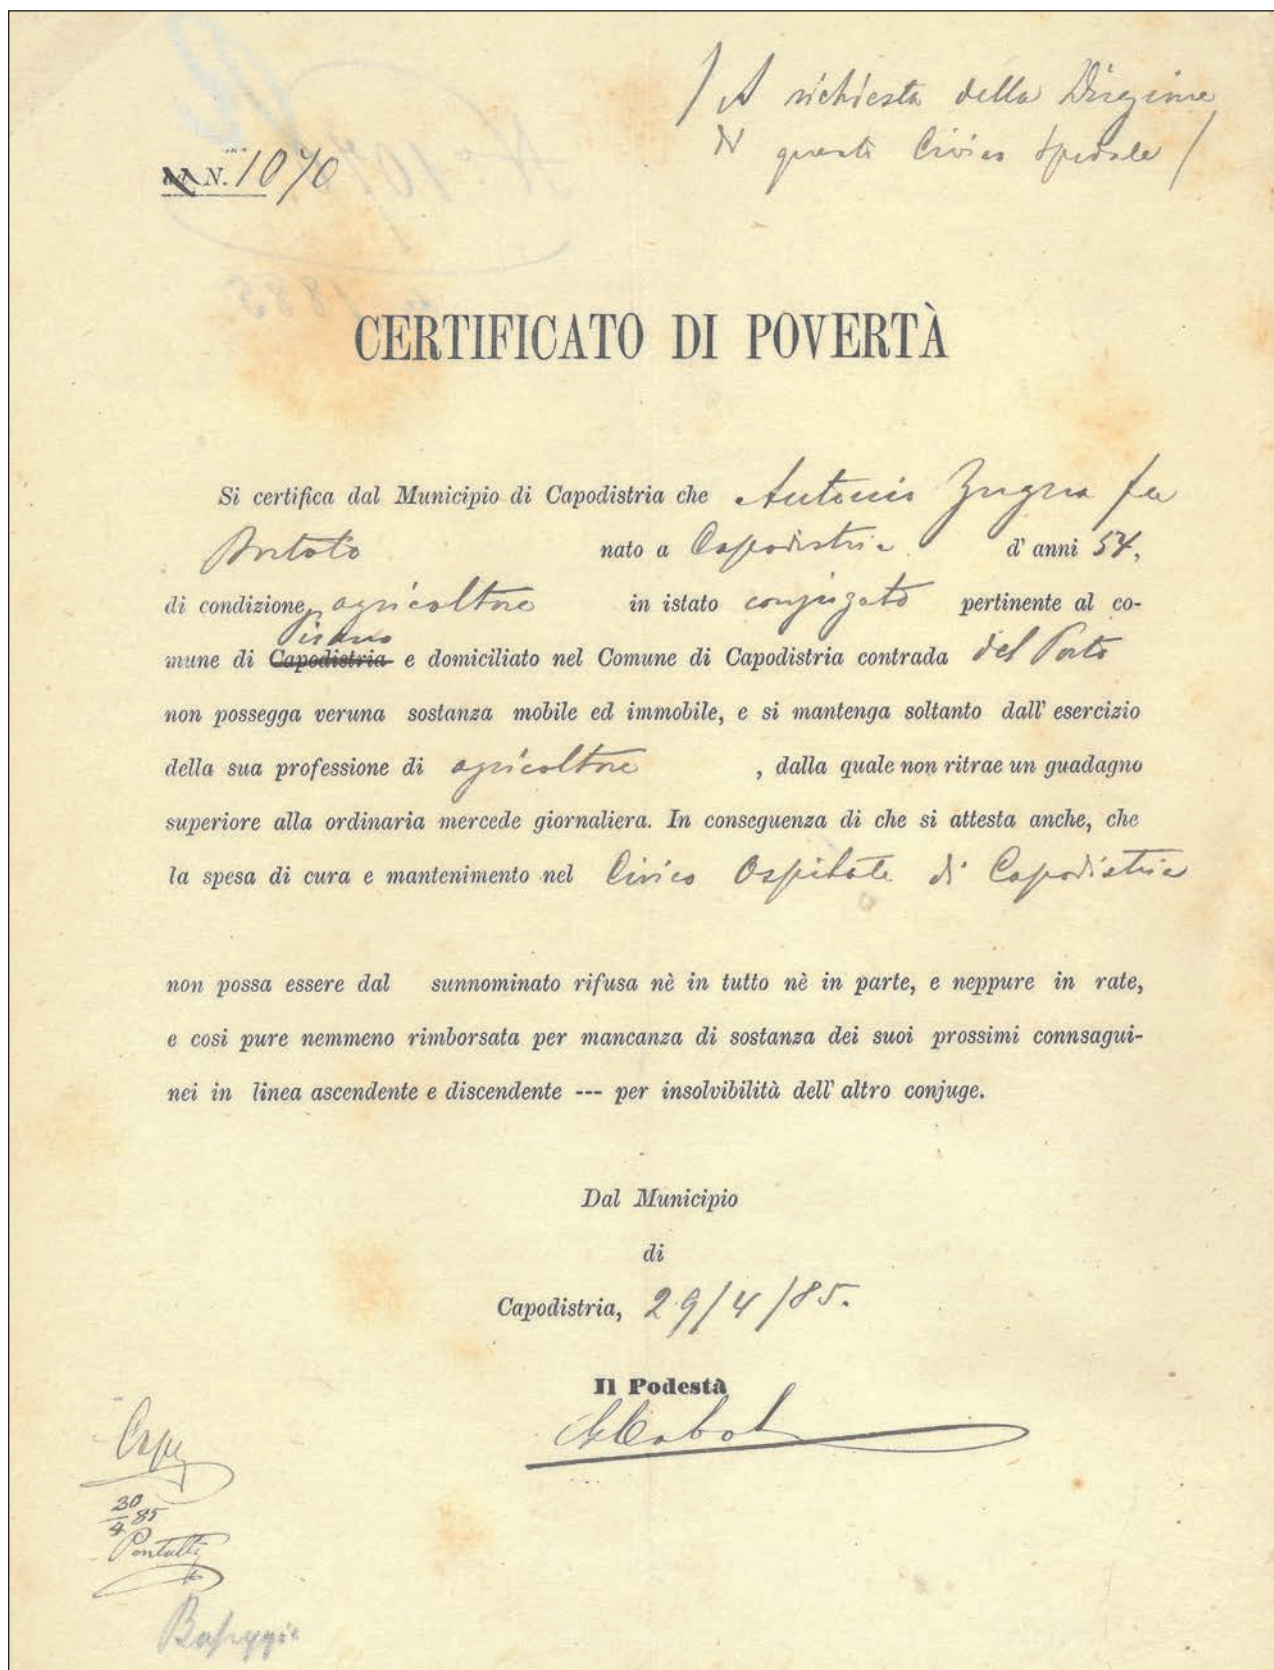 / A richiesta della Direzione
di questo Civico Spedale /
N. 1070
CERTIFICATO DI POVERTÀ
Si certifica dal Municipio di Capodistria che Antonio Zugna fu
nato a Capodistria d' anni 54,
di condizione agricoltore in istato conjugato pertinente al co-
Pirano
mune di Capodistria e domiciliato nel Comune di Capodistria contrada del Porto
non possegga veruna sostanza mobile ed immobile, e si mantenga soltanto dall' esercizio
della sua professione di agricoltore , dalla quale non ritrae un guadagno
superiore alla ordinaria mercede giornaliera. In conseguenza di che si attesta anche, che
la spesa di cura e mantenimento nel Civico Ospitale di Capodistria
non possa essere dal sunnominato rifusa nè in tutto nè in parte, e neppure in rate,
e cosi pure nemmeno rimborsata per mancanza di sostanza dei suoi prossimi connsagui-
nei in linea ascendente e discendente --- per insolvibilità dell' altro conjuge.
Dal Municipio
di
Capodistria, 29/4/85.
Il Podestà
30
4 85